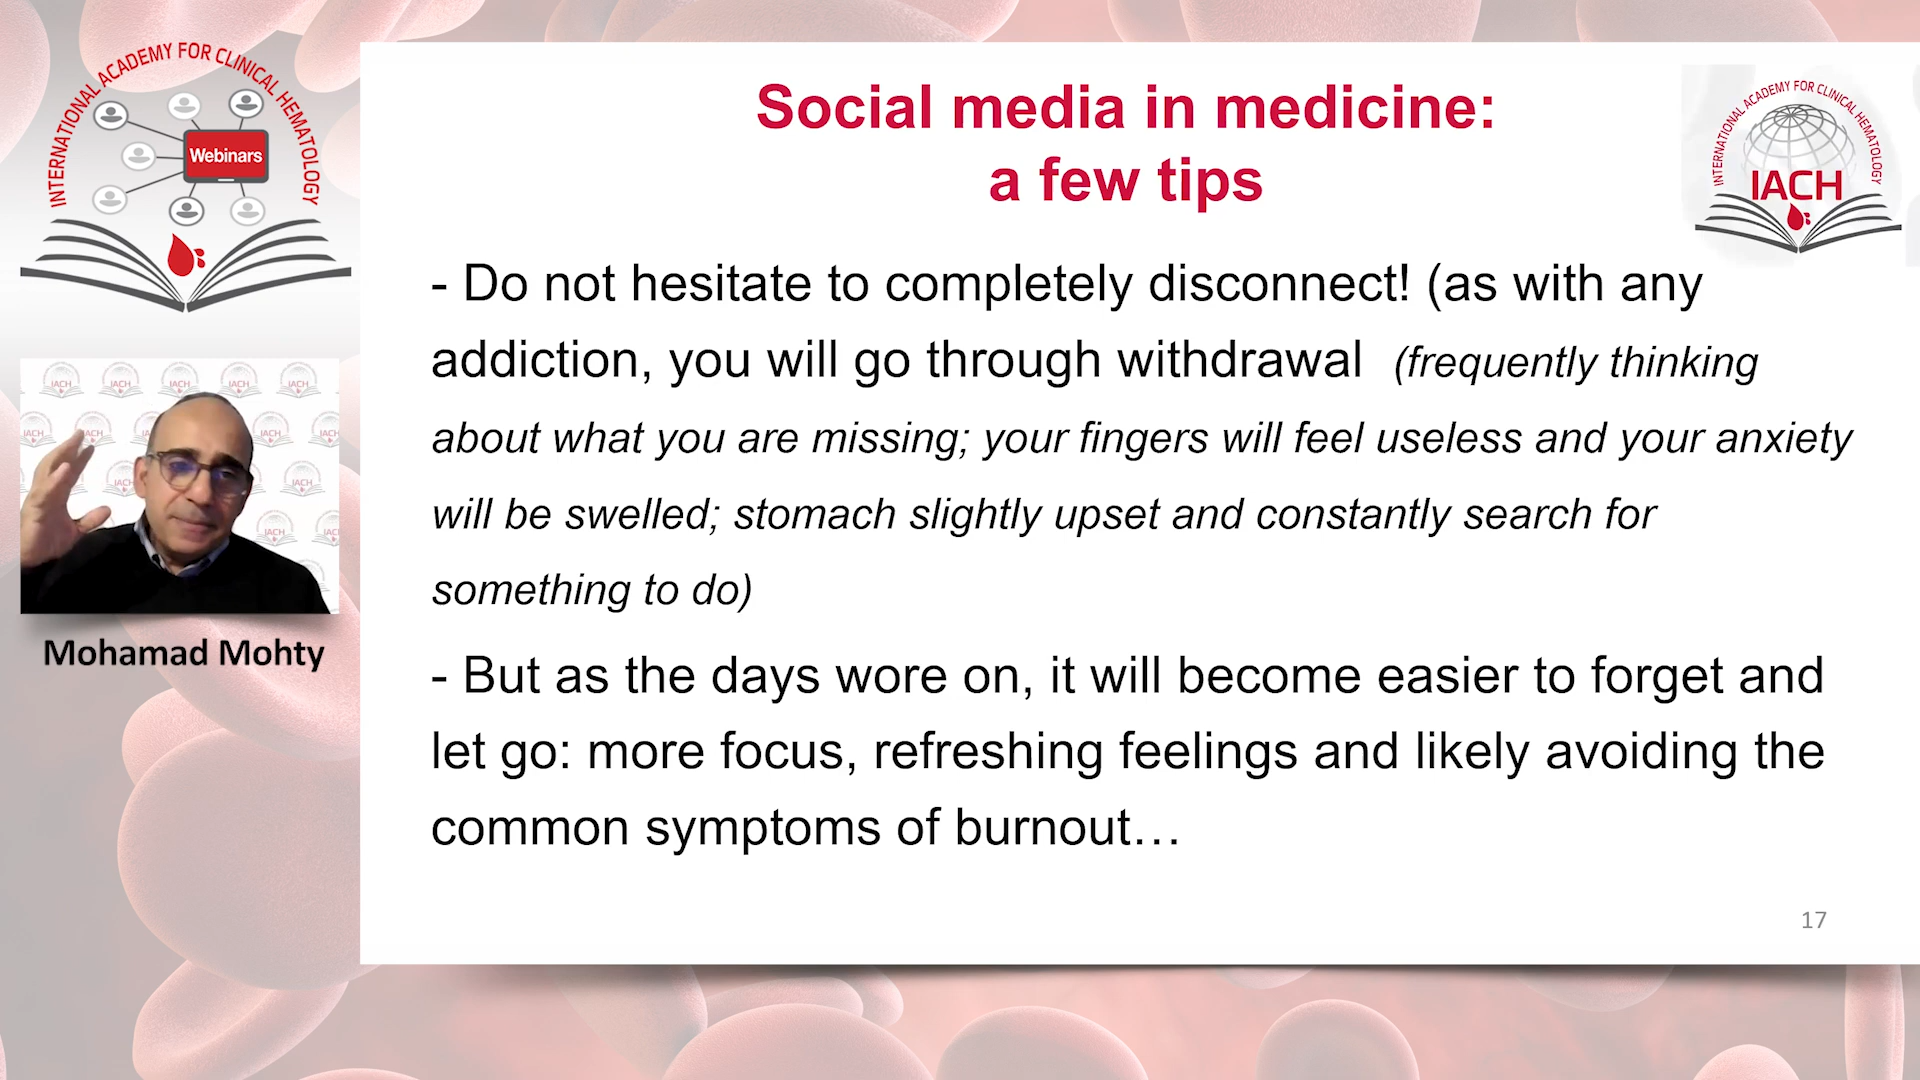 INTERNATIONAL ACADEMY FOR CLINICAL HEMATOLOGY
Webinars
Mohamad Mohty
Social media in medicine:
a few tips
INTERNATIONAL ACADEMY FOR CLINICAL HEMATOLOGY
IACH
- Do not hesitate to completely disconnect! (as with any
addiction, you will go through withdrawal (frequently thinking
about what you are missing; your fingers will feel useless and your anxiety
will be swelled; stomach slightly upset and constantly search for
something to do)
- But as the days wore on, it will become easier to forget and
let go: more focus, refreshing feelings and likely avoiding the
common symptoms of burnout…
17